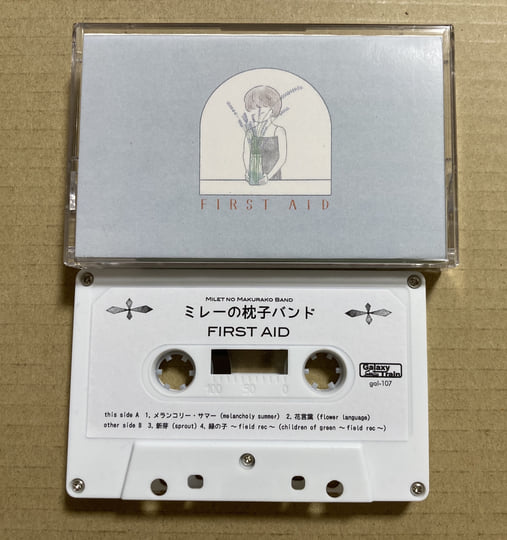 FIRST AID
MILET NO MAKURAKO BAND
ミレーの枕子バンド
FIRST AID
Galaxy
Train
gal-107
100 50 0
this side A 1, メランコリー・サマー (melancholy summer) 2, 花言葉 (flower language)
other side B 3, 新芽 (sprout) 4, 緑の子 ～ field rec ～ (children of green ～ field rec ～)